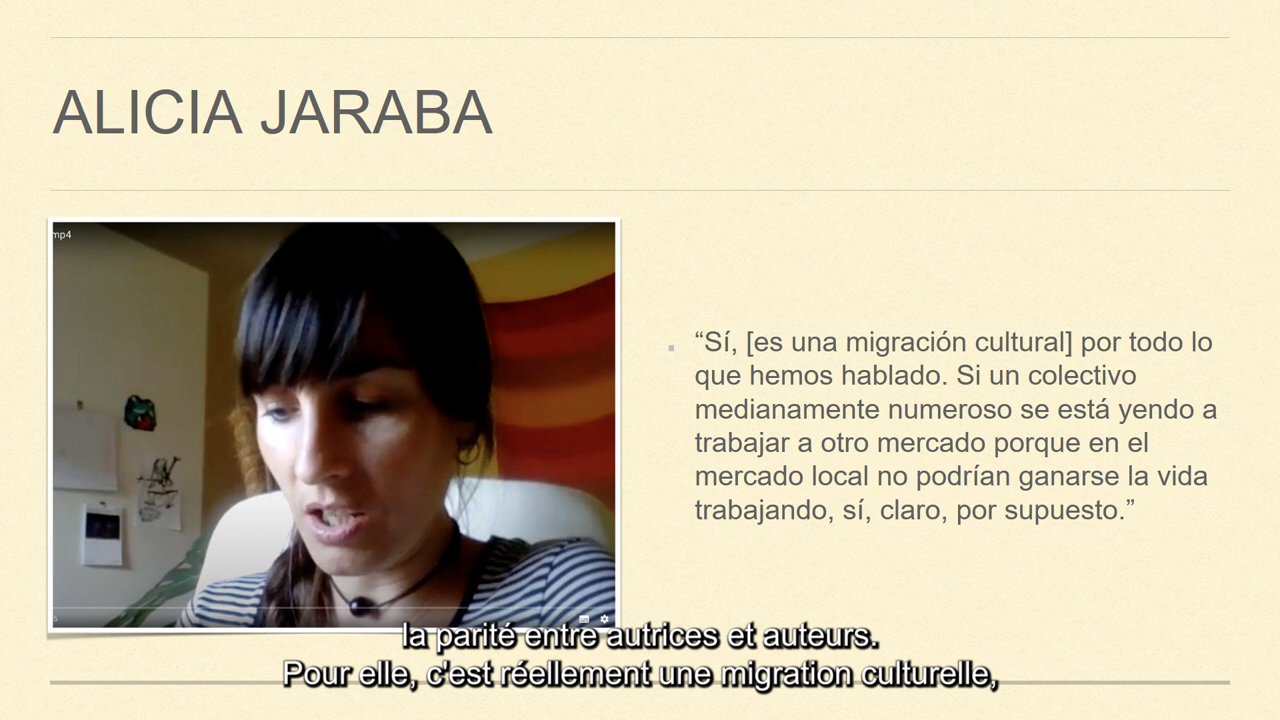 ALICIA JARABA
mp4
“Sí, [es una migración cultural] por todo lo
que hemos hablado. Si un colectivo
medianamente numeroso se está yendo a
trabajar a otro mercado porque en el
mercado local no podrían ganarse la vida
trabajando, sí, claro, por supuesto.”
la parité entre autrices et auteurs.
Pour elle, c'est réellement une migration culturelle,